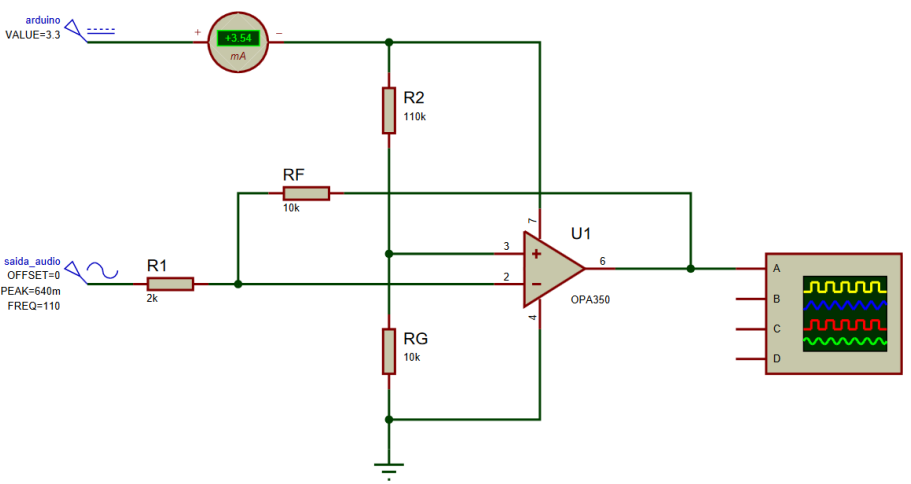 arduino
VALUE=3.3
+
+3.54
mA
−
R2
110k
RF
10k
7
U1
saida_audio
OFFSET=0
PEAK=640m
FREQ=110
R1
2k
3
+
2
−
6
OPA350
4
A
B
C
D
RG
10k